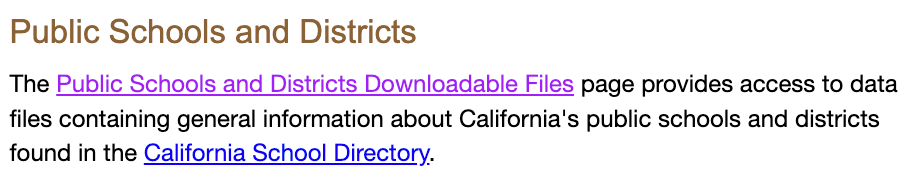 Public Schools and Districts
The Public Schools and Districts Downloadable Files page provides access to data
files containing general information about California's public schools and districts
found in the California School Directory.